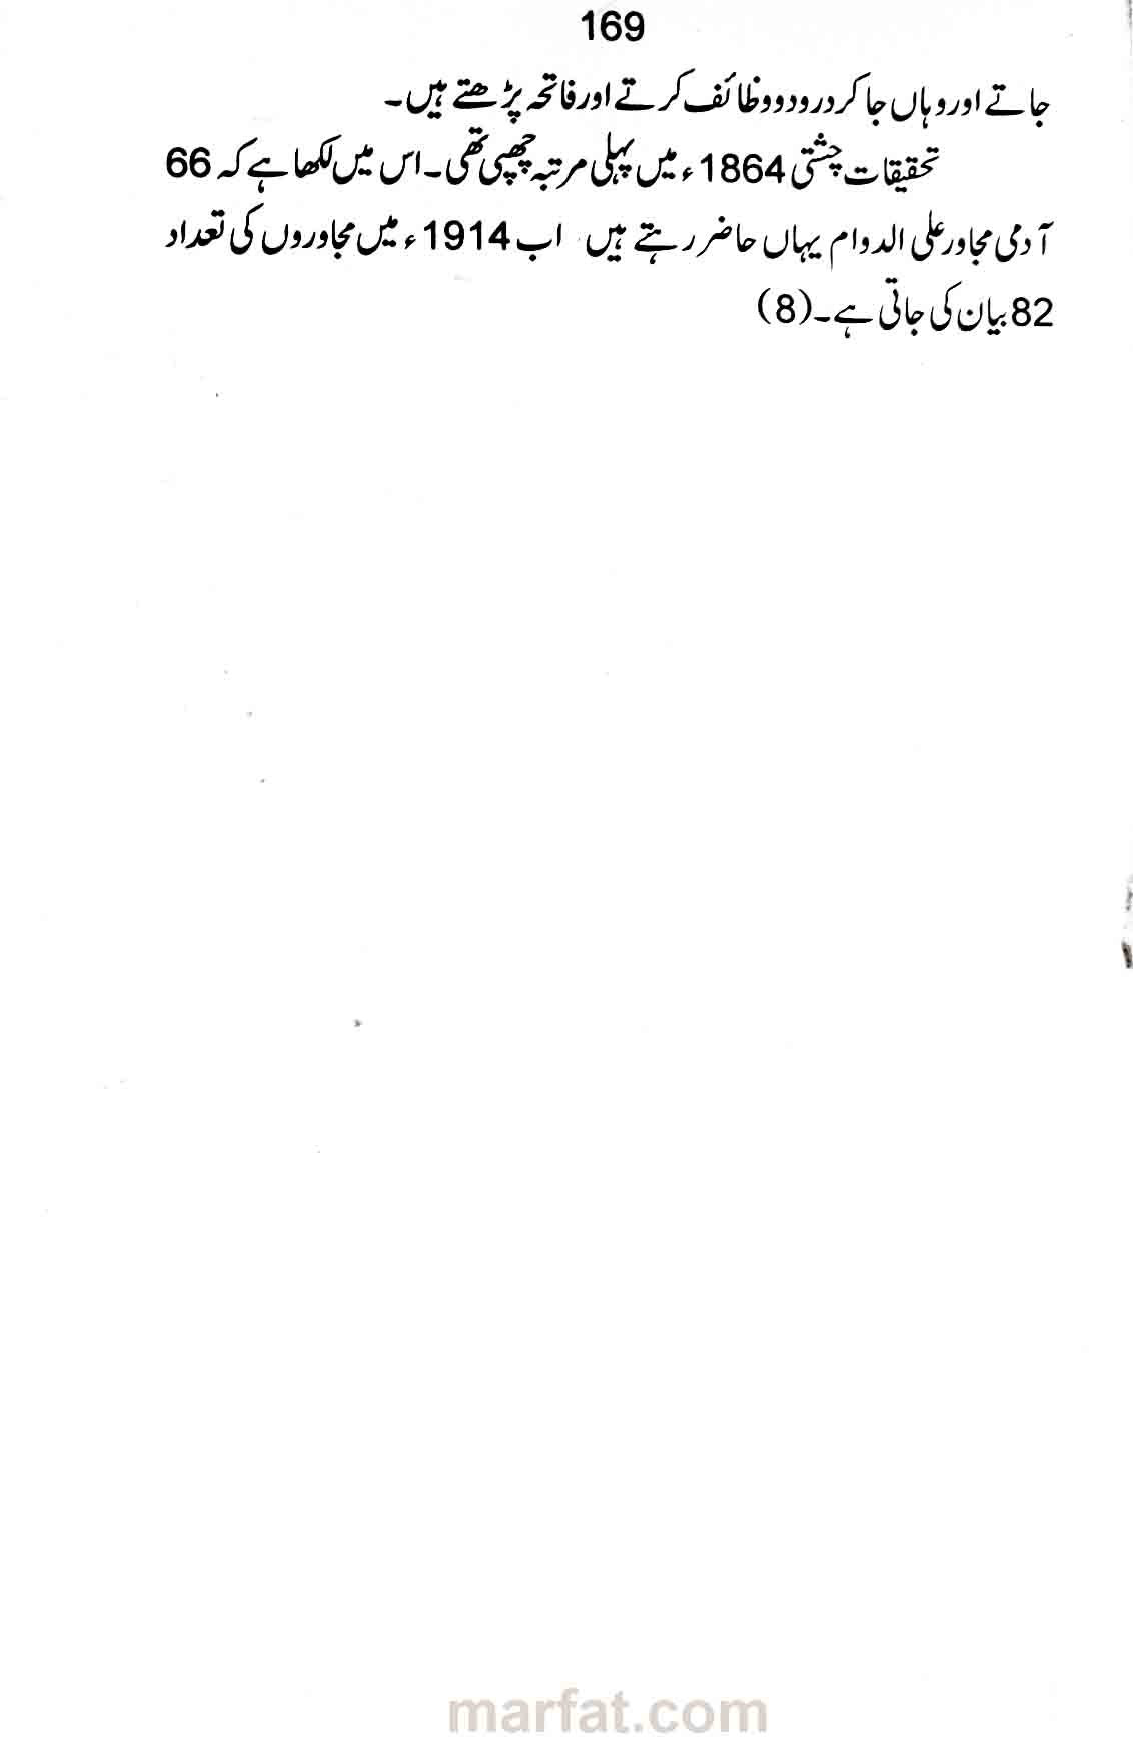 169
جاتے اور وہاں جا کر درود و وظائف کرتے اور فاتحہ پڑھتے ہیں۔
تحقیقات چشتی 1864ء میں پہلی مرتبہ چھپی تھی۔ اس میں لکھا ہے کہ 66
آدمی مجاور علی الدوام یہاں حاضر رہتے ہیں اب 1914ء میں مجاوروں کی تعداد
82 بیان کی جاتی ہے۔(8)
marfat.com